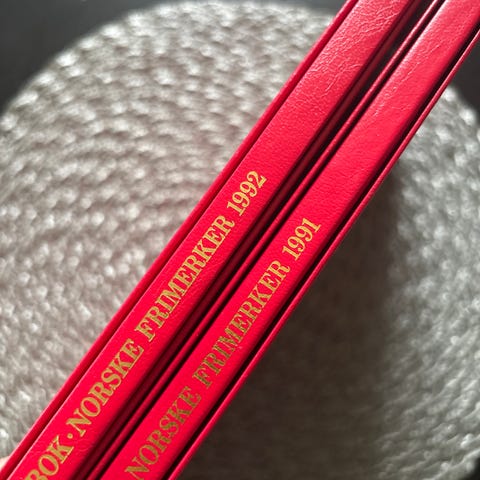 BOK · NORSKE FRIMERKER 1992
NORSKE FRIMERKER 1991